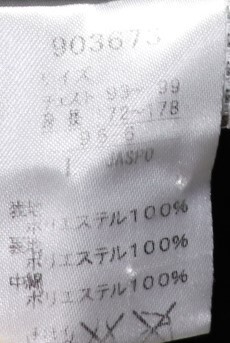 903673
サイズ
チェスト 93~ 99
身長 172~178
96-6
JASPO
表地
ポリエステル100%
裏地
ポリエステル100%
中綿
ポリエステル100%